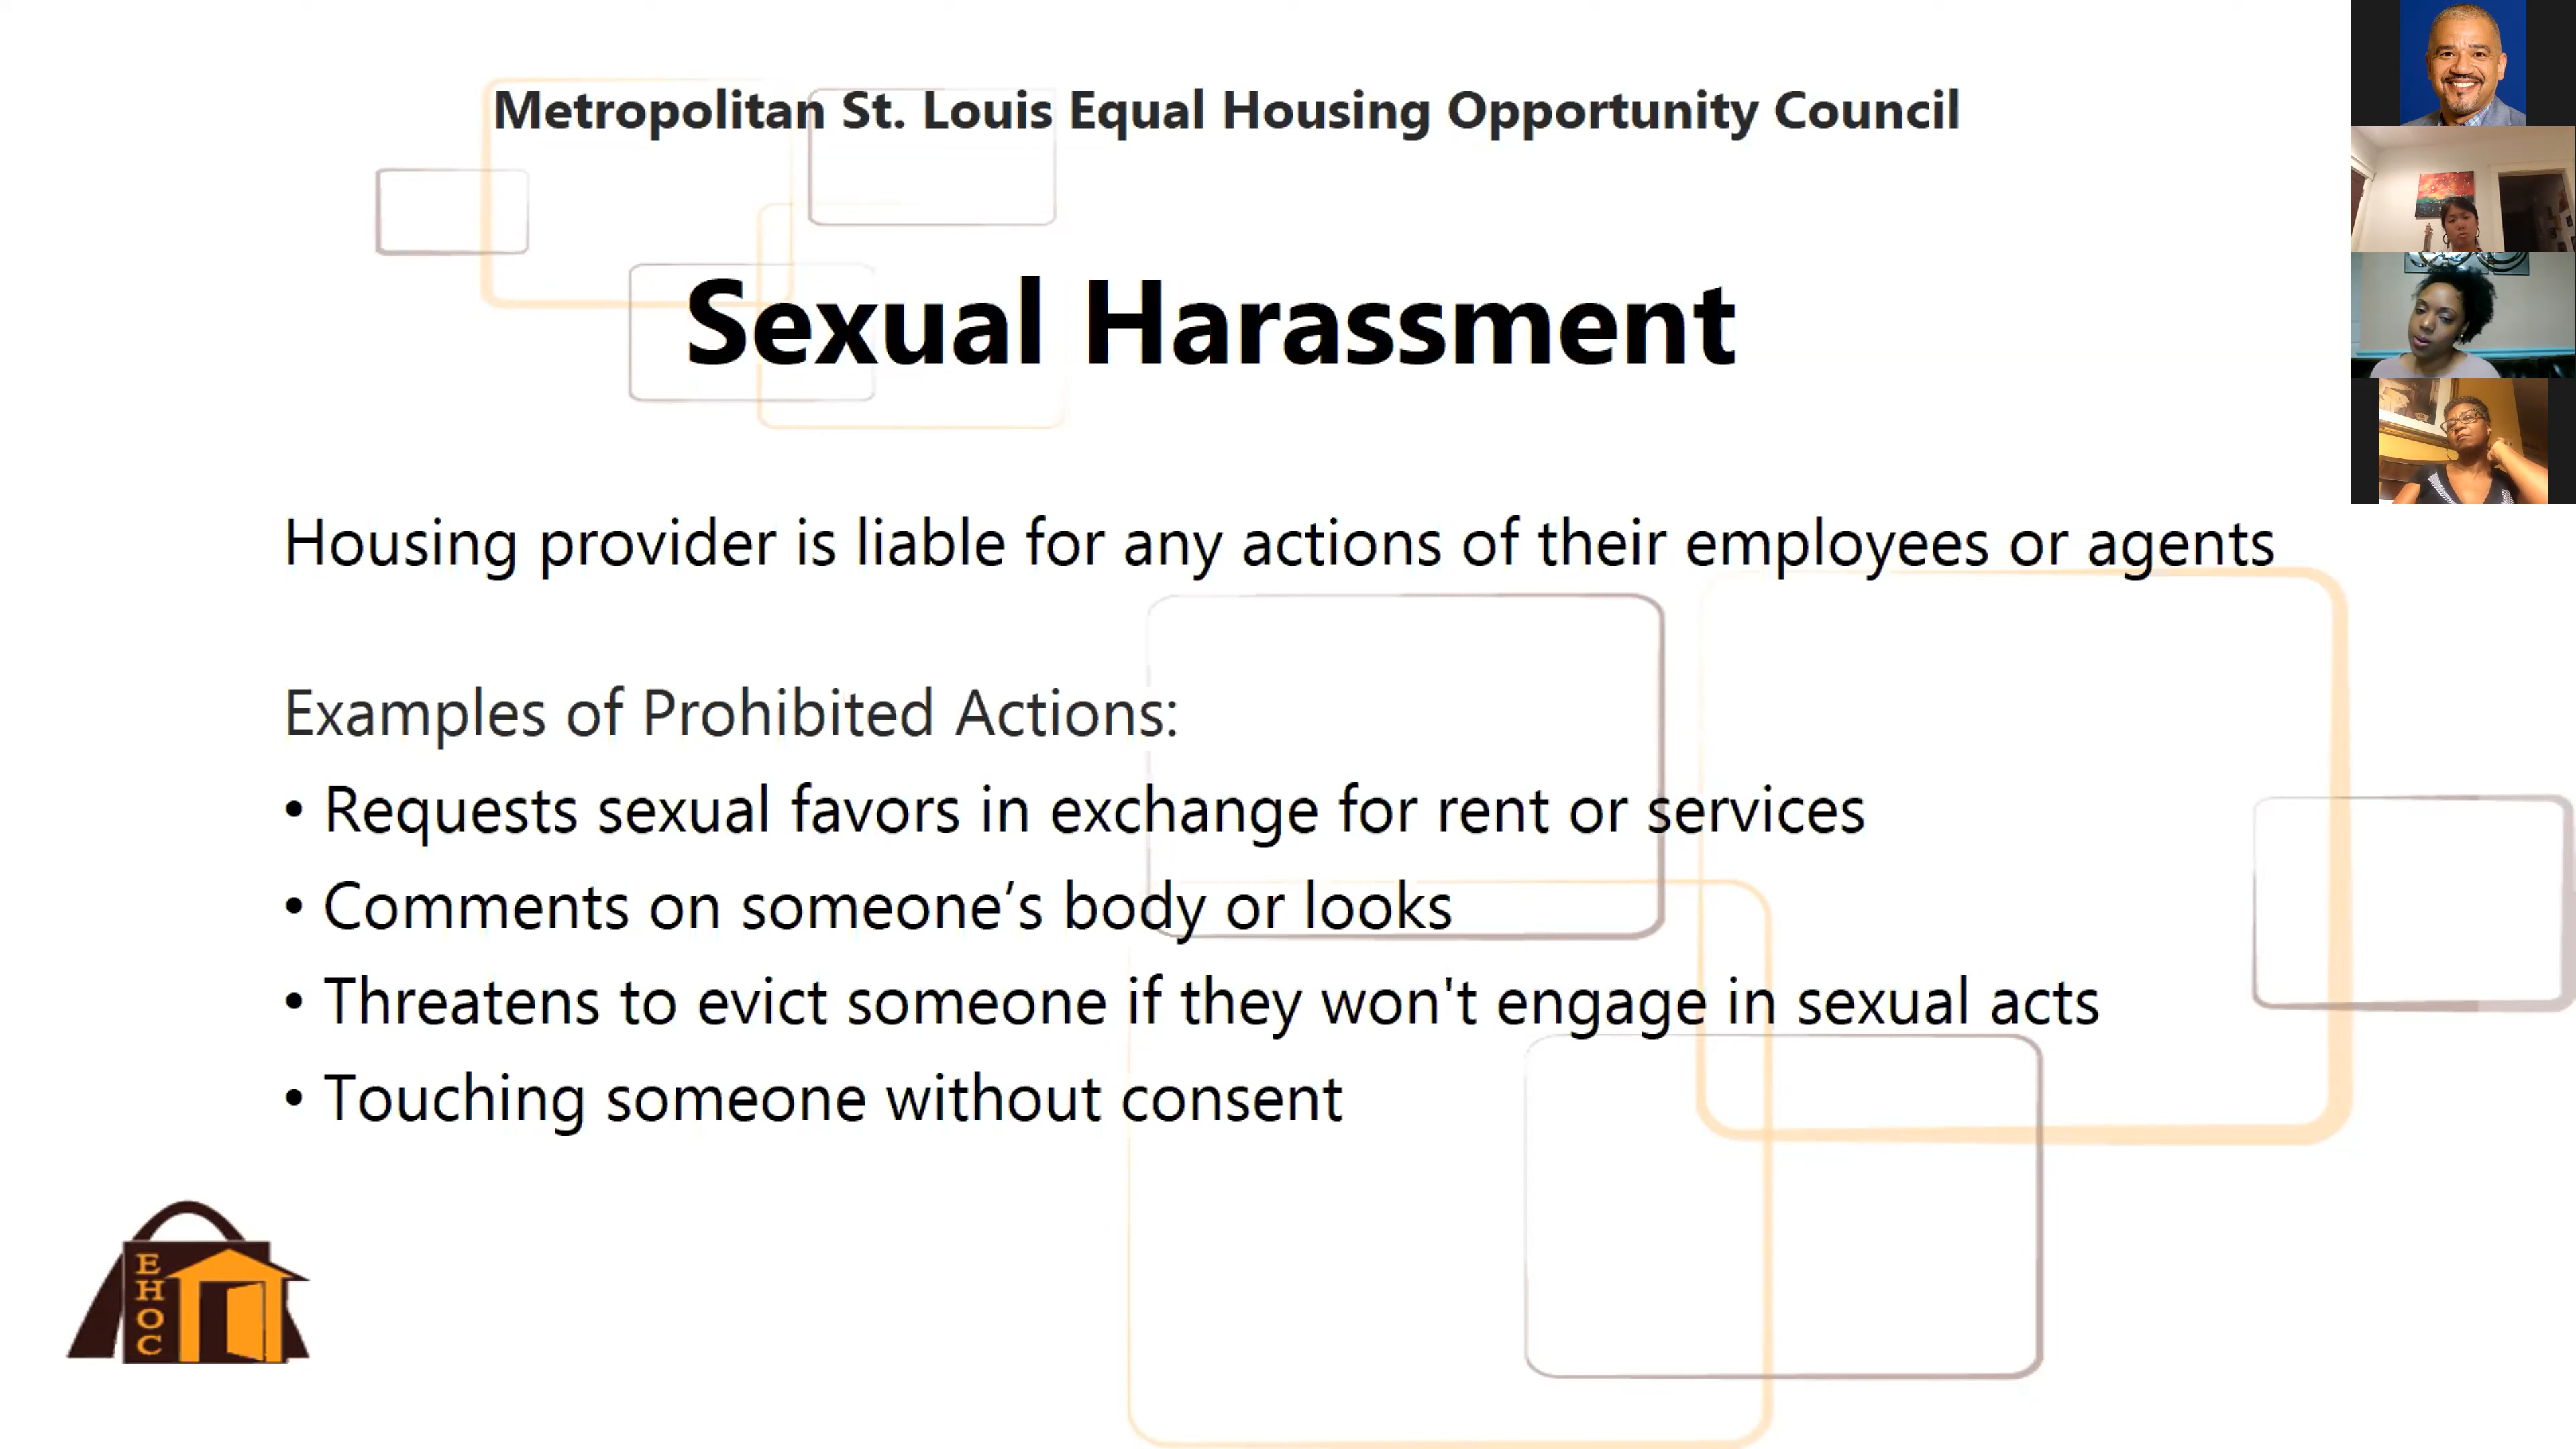 Metropolitan St. Louis Equal Housing Opportunity Council
Sexual Harassment
Housing provider is liable for any actions of their employees or agents
Examples of Prohibited Actions:
• Requests sexual favors in exchange for rent or services
• Comments on someone’s body or looks
• Threatens to evict someone if they won't engage in sexual acts
• Touching someone without consent
EHOC